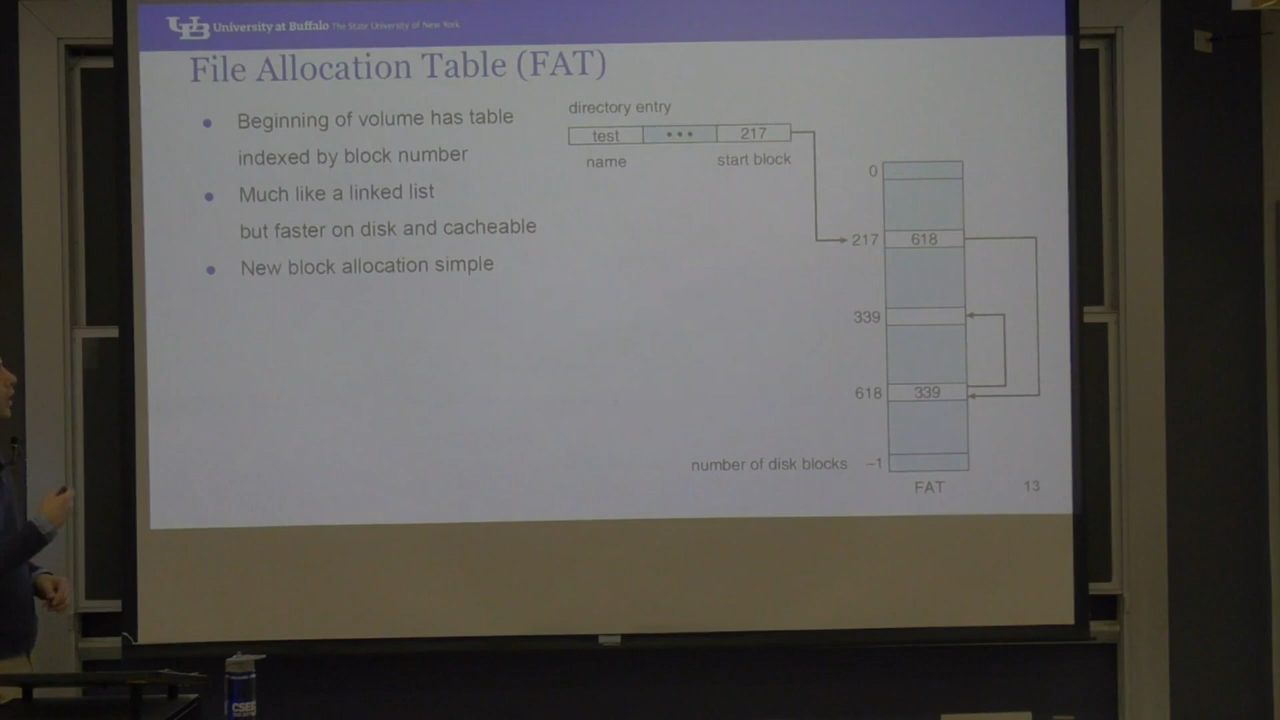 University at Buffalo The State University of New York
File Allocation Table (FAT)
• Beginning of volume has table
indexed by block number
• Much like a linked list
but faster on disk and cacheable
• New block allocation simple
directory entry
test ••• 217
name start block
0
217 618
339
618 339
number of disk blocks –1
FAT
13
CSE